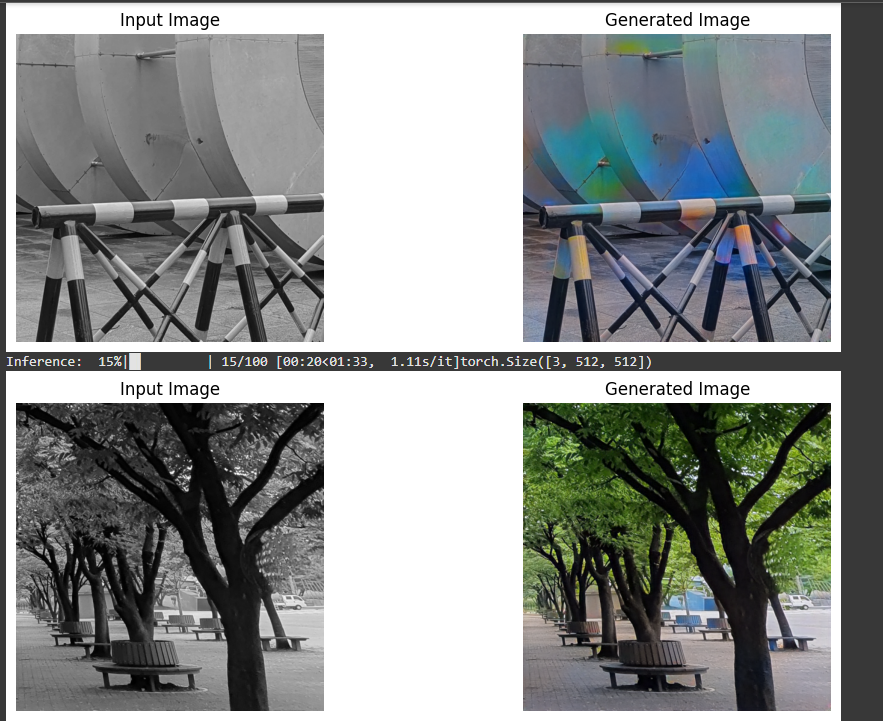 Input Image
Generated Image
Inference:  15%| | 15/100 [00:20<01:33,  1.11s/it]torch.Size([3, 512, 512])
Input Image
Generated Image